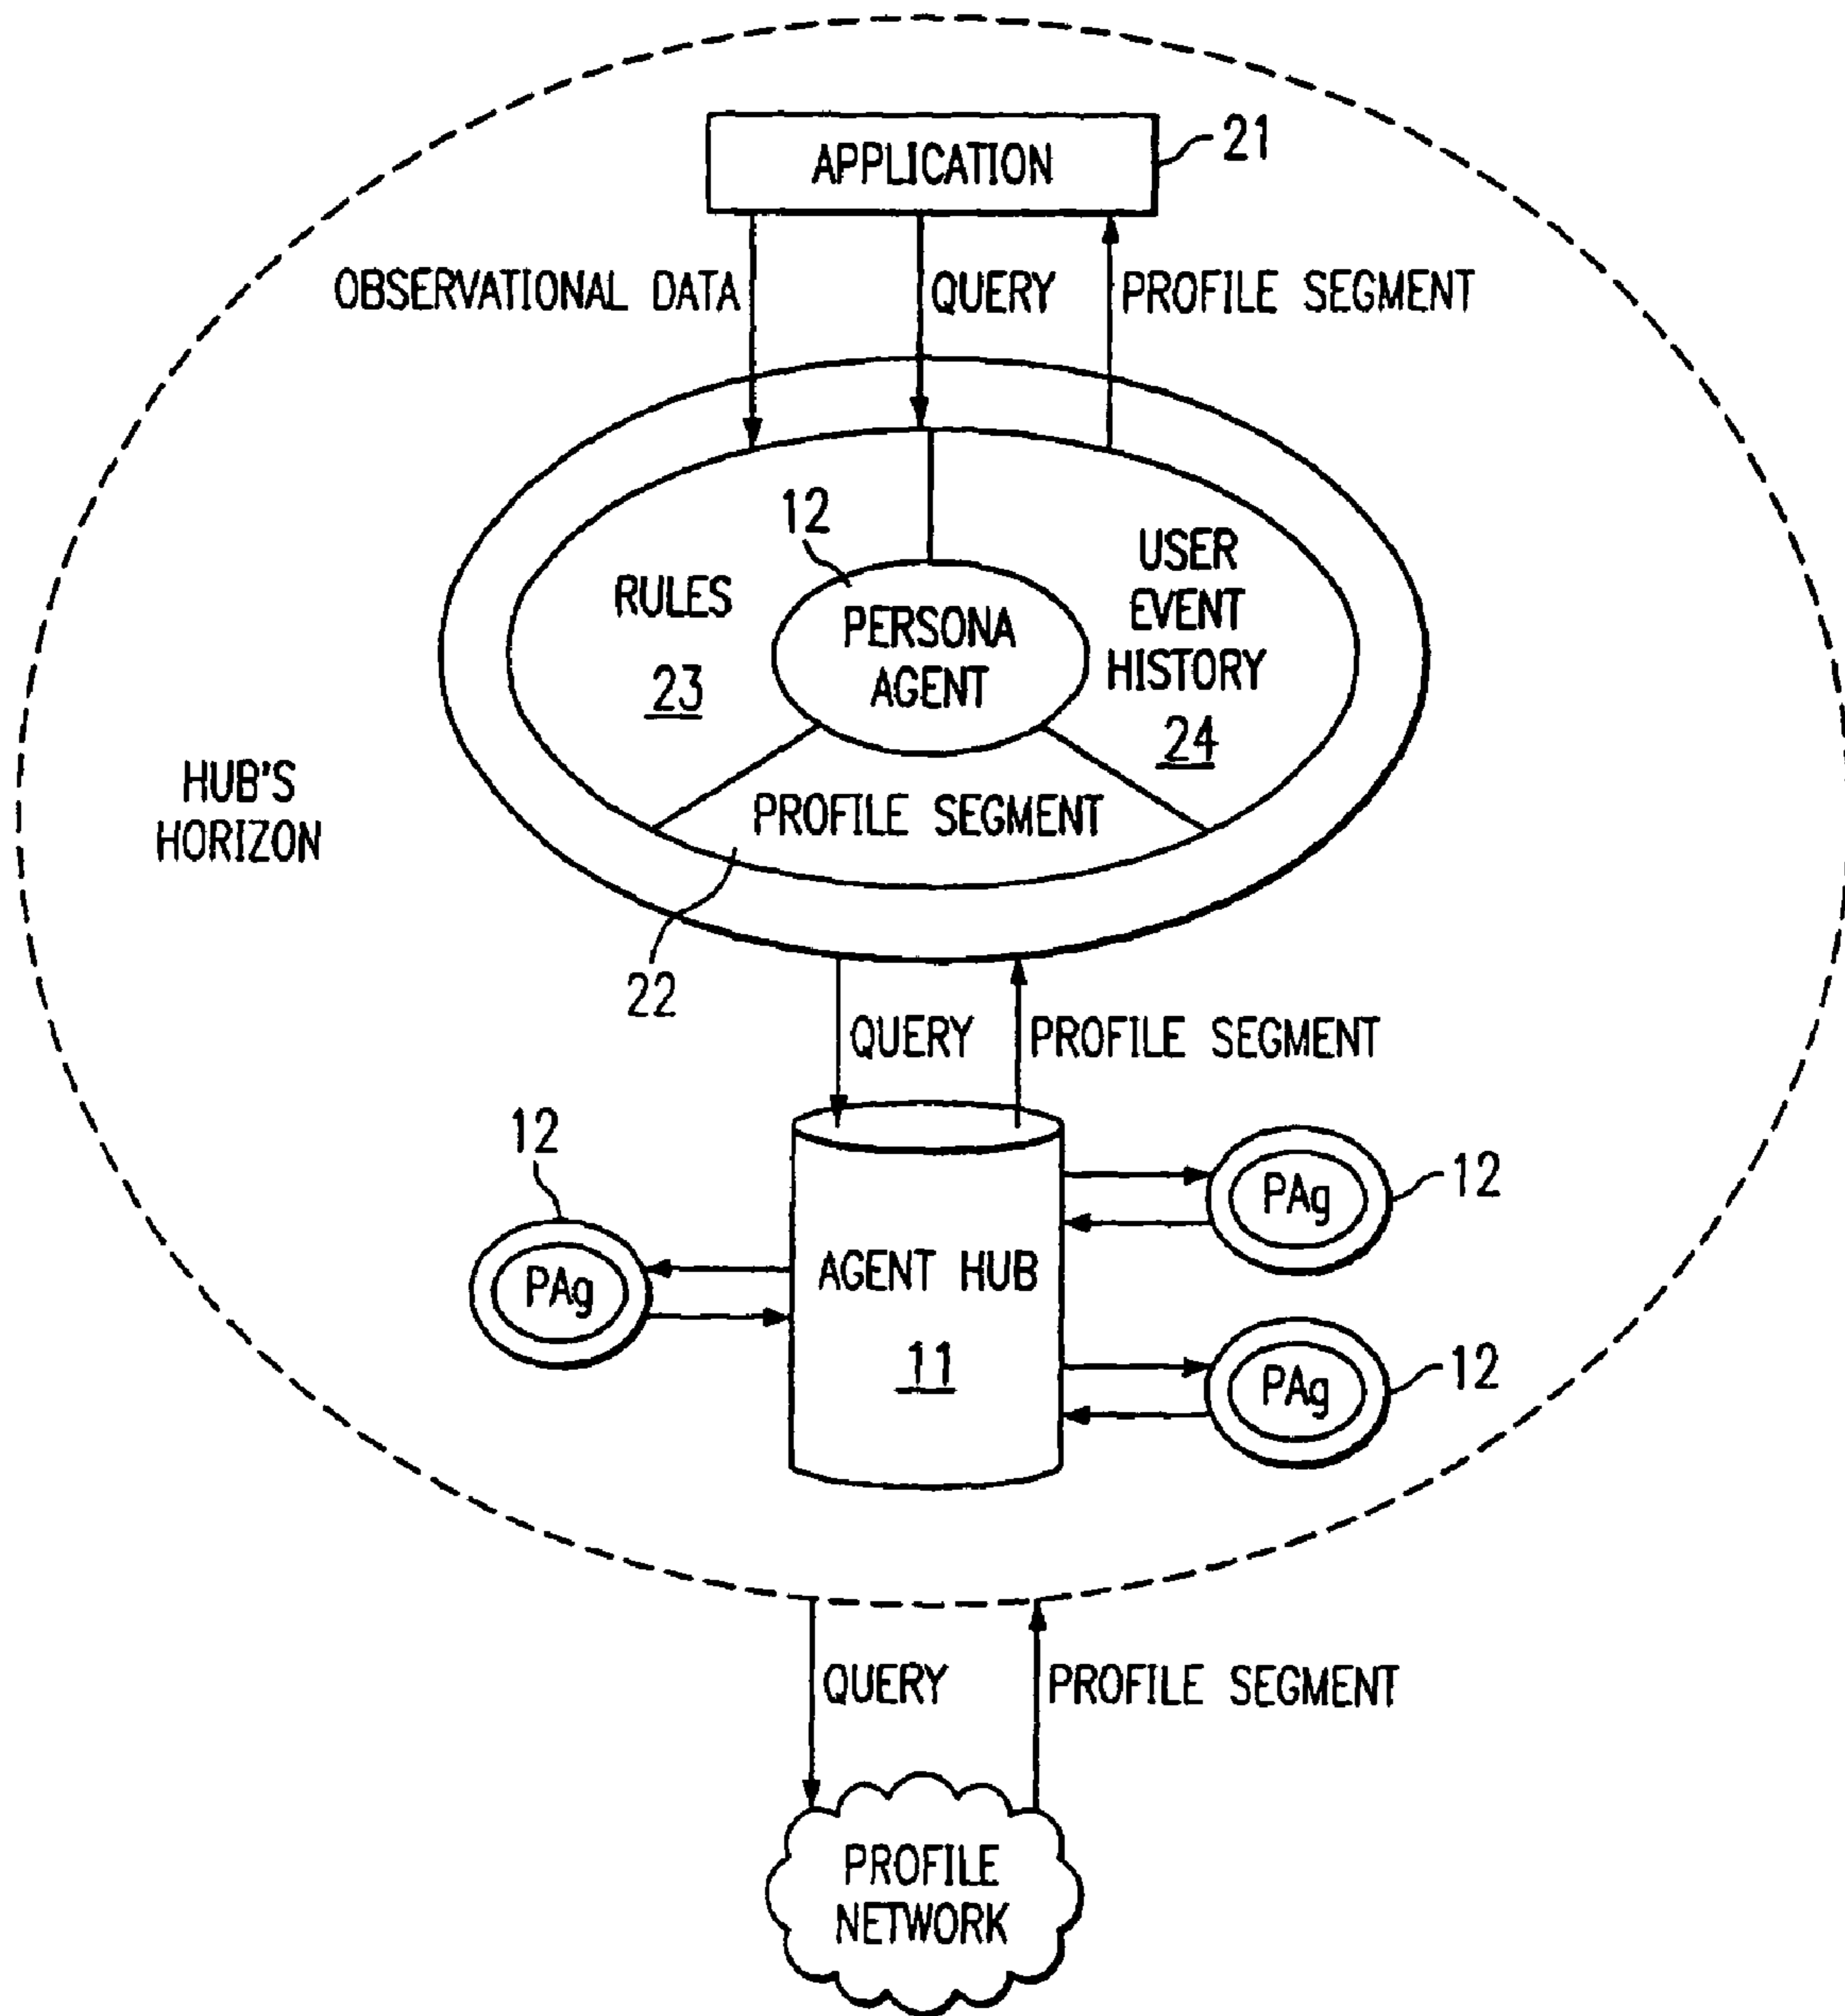 APPLICATION
21
OBSERVATIONAL DATA
QUERY
PROFILE SEGMENT
12
RULES
23
PERSONA
AGENT
USER
EVENT
HISTORY
24
PROFILE SEGMENT
22
HUB'S
HORIZON
QUERY
PROFILE SEGMENT
12
PAg
AGENT HUB
11
PAg
12
PAg
12
QUERY
PROFILE SEGMENT
PROFILE
NETWORK